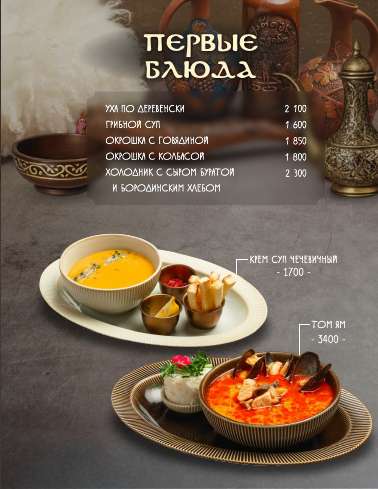 ПЕРВЫЕ
БЛЮДА
УХА ПО ДЕРЕВЕНСКИ 2 100
ГРИБНОЙ СУП 1 600
ОКРОШКА С ГОВЯДИНОЙ 1 850
ОКРОШКА С КОЛБАСОЙ 1 800
ХОЛОДНИК С СЫРОМ БУРАТОЙ 2 300
И БОРОДИНСКИМ ХЛЕБОМ
КРЕМ СУП ЧЕЧЕВИЧНЫЙ
- 1700 -
ТОМ ЯМ
- 3400 -